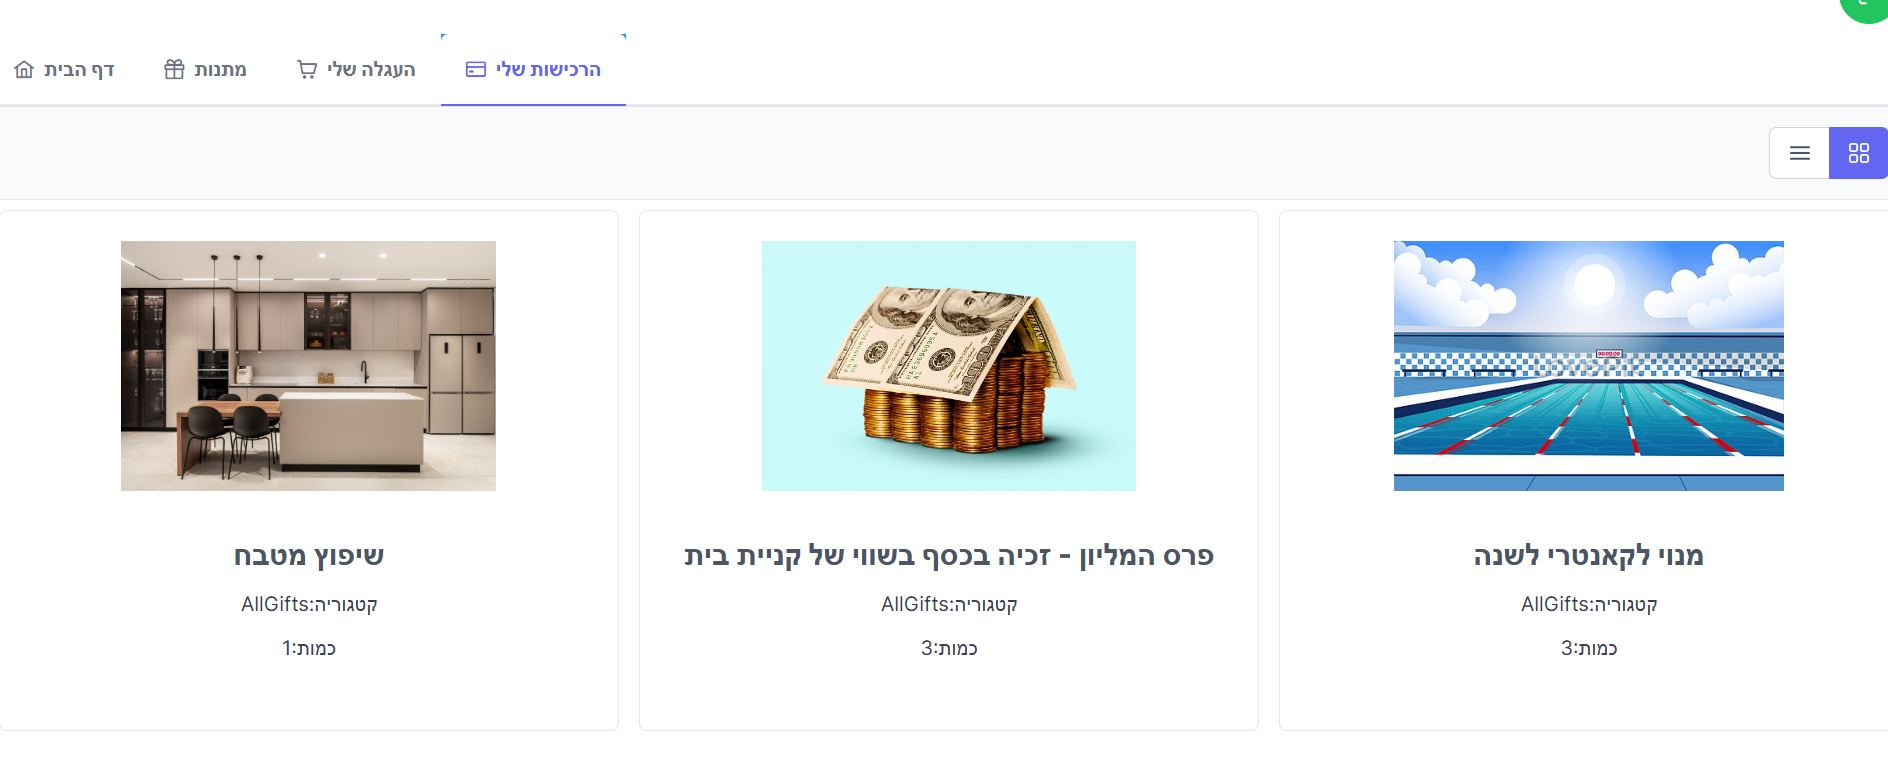 דף הבית
מתנות
העגלה שלי
הרכישות שלי
מנוי לקאנטרי לשנה
קטגוריה:AllGifts
כמות:3
פרס המליון - זכיה בכסף בשווי של קניית בית
קטגוריה:AllGifts
כמות:3
שיפוץ מטבח
קטגוריה:AllGifts
כמות:1